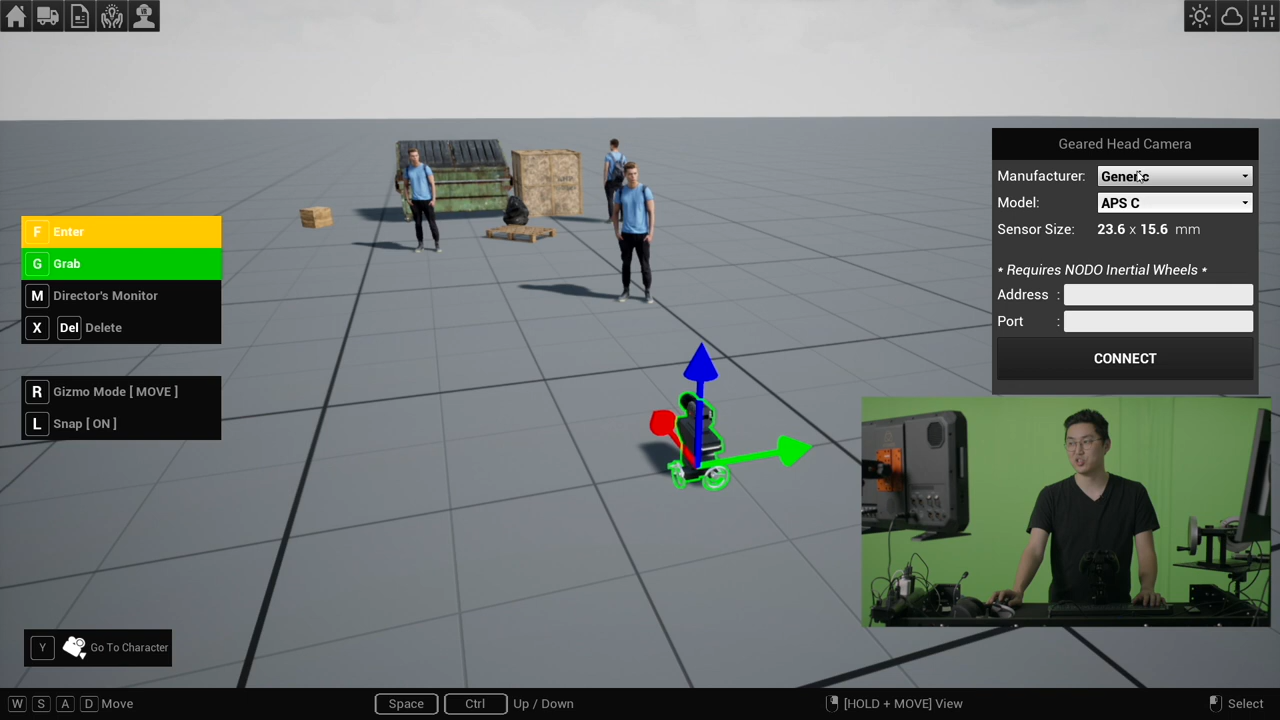 Geared Head Camera
Manufacturer: Generic
Model: APS C
Sensor Size: 23.6 x 15.6 mm
* Requires NODO Inertial Wheels *
Address :
Port :
CONNECT
F Enter
G Grab
M Director's Monitor
X Del Delete
R Gizmo Mode [ MOVE ]
L Snap [ ON ]
Y Go To Character
W S A D Move
Space Ctrl Up / Down
[HOLD + MOVE] View
Select